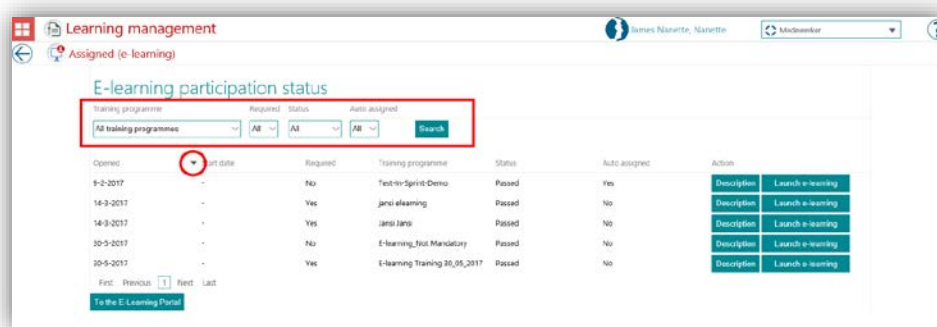 Learning management
James Nanette, Nanette
Medewerker
?
Assigned (e-learning)
E-learning participation status
Training programme Required Status Auto assigned
All training programmes All All All Search
Opened Start date Required Training programme Status Auto assigned Action
6-2-2017 - No Test-In-Sprint-Demo Passed Yes Description Launch e-learning
14-3-2017 - Yes jansi elearning Passed No Description Launch e-learning
14-3-2017 - Yes Jansi Jansi Passed No Description Launch e-learning
30-5-2017 - No E-learning_Not Mandatory Passed No Description Launch e-learning
30-5-2017 - Yes E-learning Training 30_05_2017 Passed No Description Launch e-learning
First Previous 1 Next Last
To the E-Learning Portal